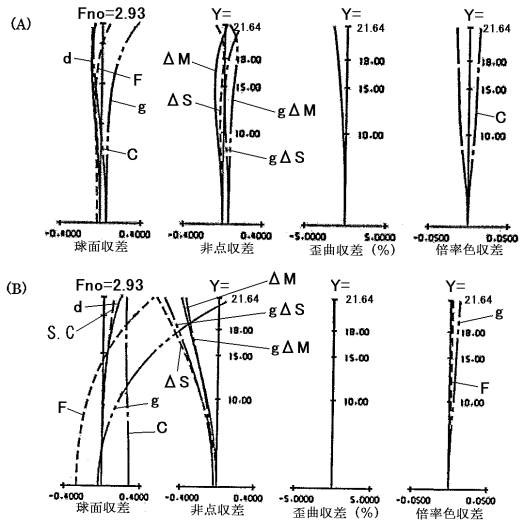 (A)
Fno=2.93
d
F
g
C
-0.4000 0.4000
球面収差
Y=
21.64
18.00
15.00
10.00
ΔM
ΔS
gΔM
gΔS
-0.4000 0.4000
非点収差
Y=
21.64
18.00
15.00
10.00
-5.0000 5.0000
歪曲収差 (%)
Y=
21.64
18.00
15.00
10.00
C
-0.0500 0.0500
倍率色収差
(B)
Fno=2.93
d
S.C
F
g
C
-0.4000 0.4000
球面収差
Y=
21.64
18.00
15.00
10.00
ΔM
gΔS
gΔM
ΔS
-0.4000 0.4000
非点収差
Y=
21.64
18.00
15.00
10.00
-5.0000 5.0000
歪曲収差 (%)
Y=
21.64
18.00
15.00
10.00
g
F
-0.0500 0.0500
倍率色収差